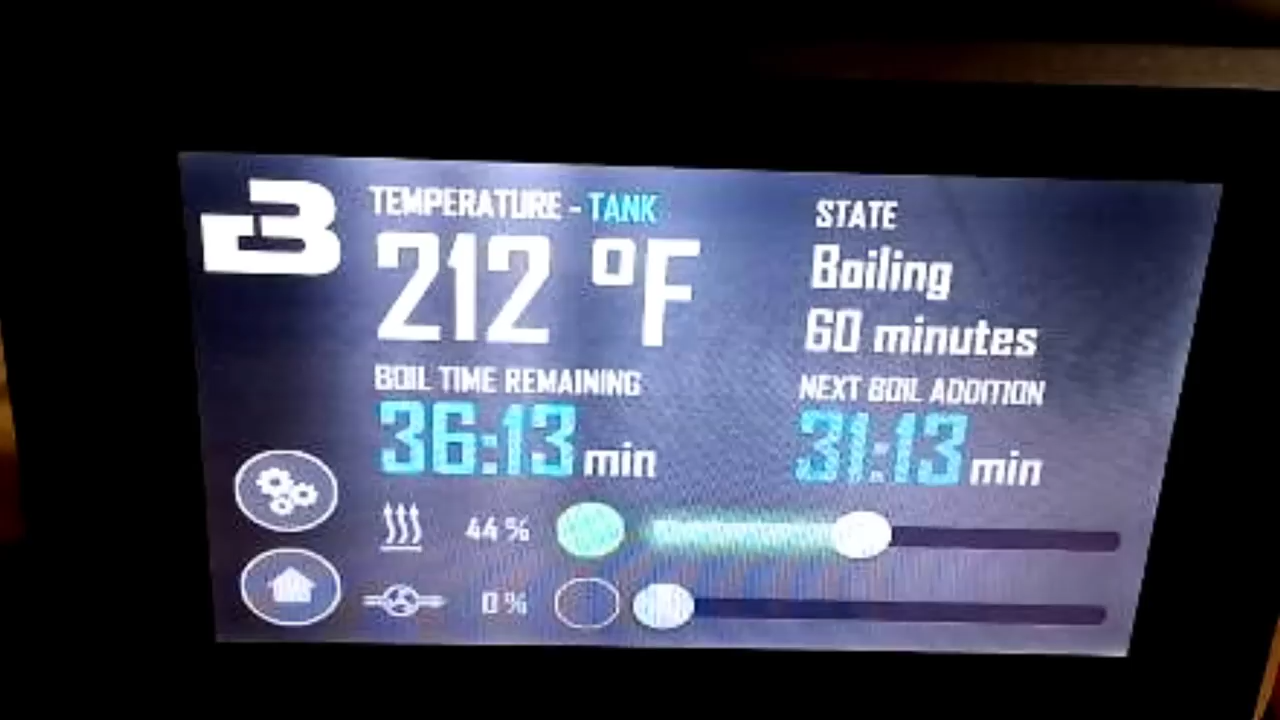 B
TEMPERATURE - TANK
212 °F
STATE
Boiling
60 minutes
BOIL TIME REMAINING
36:13 min
NEXT BOIL ADDITION
31:13 min
44 %
0 %